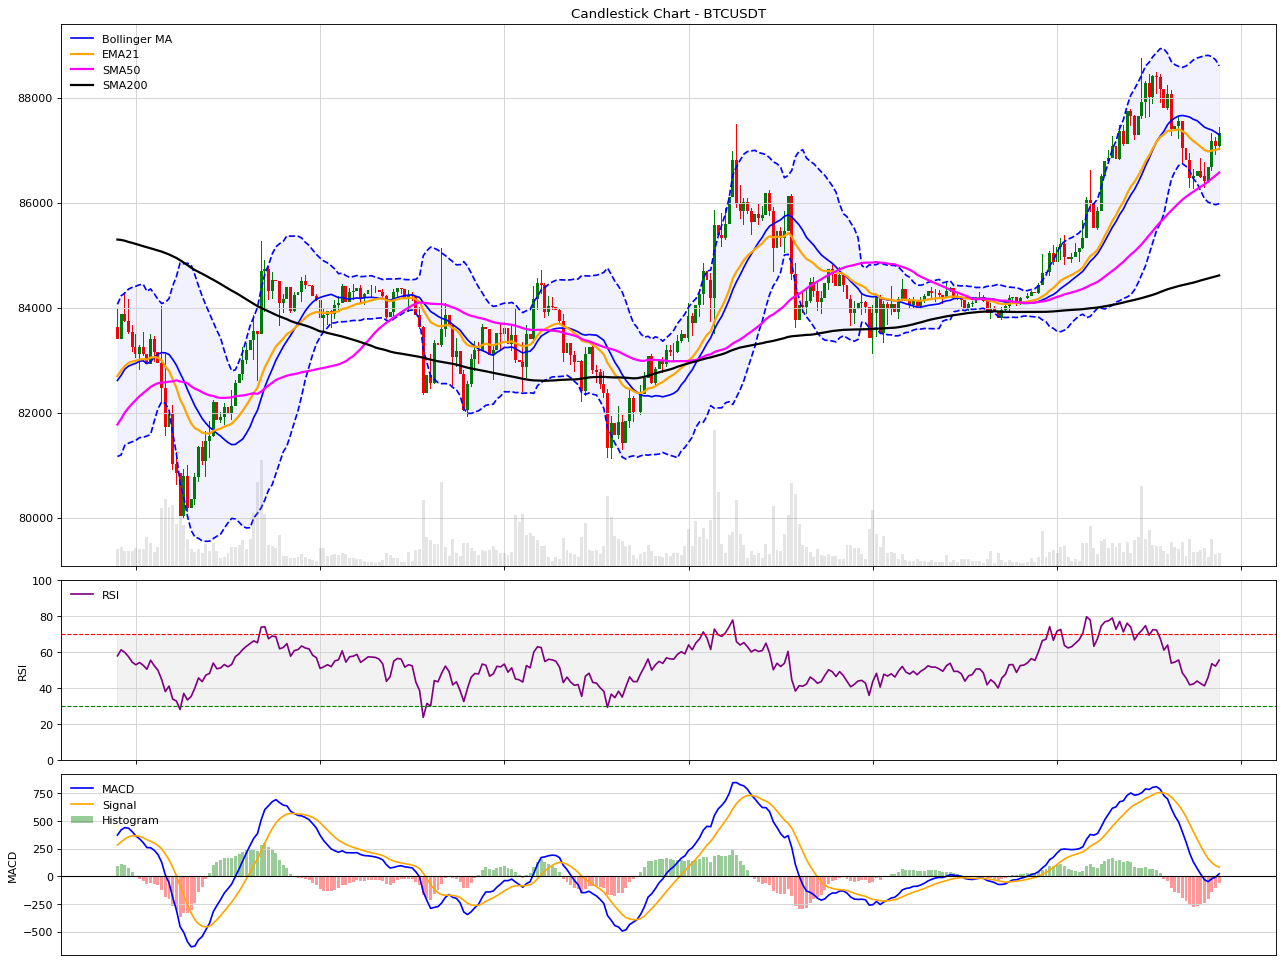 Candlestick Chart - BTCUSDT
Bollinger MA
EMA21
SMA50
SMA200
88000
86000
84000
82000
80000
RSI
100
80
60
40
20
0
RSI
MACD
Signal
Histogram
750
500
250
0
−250
−500
MACD